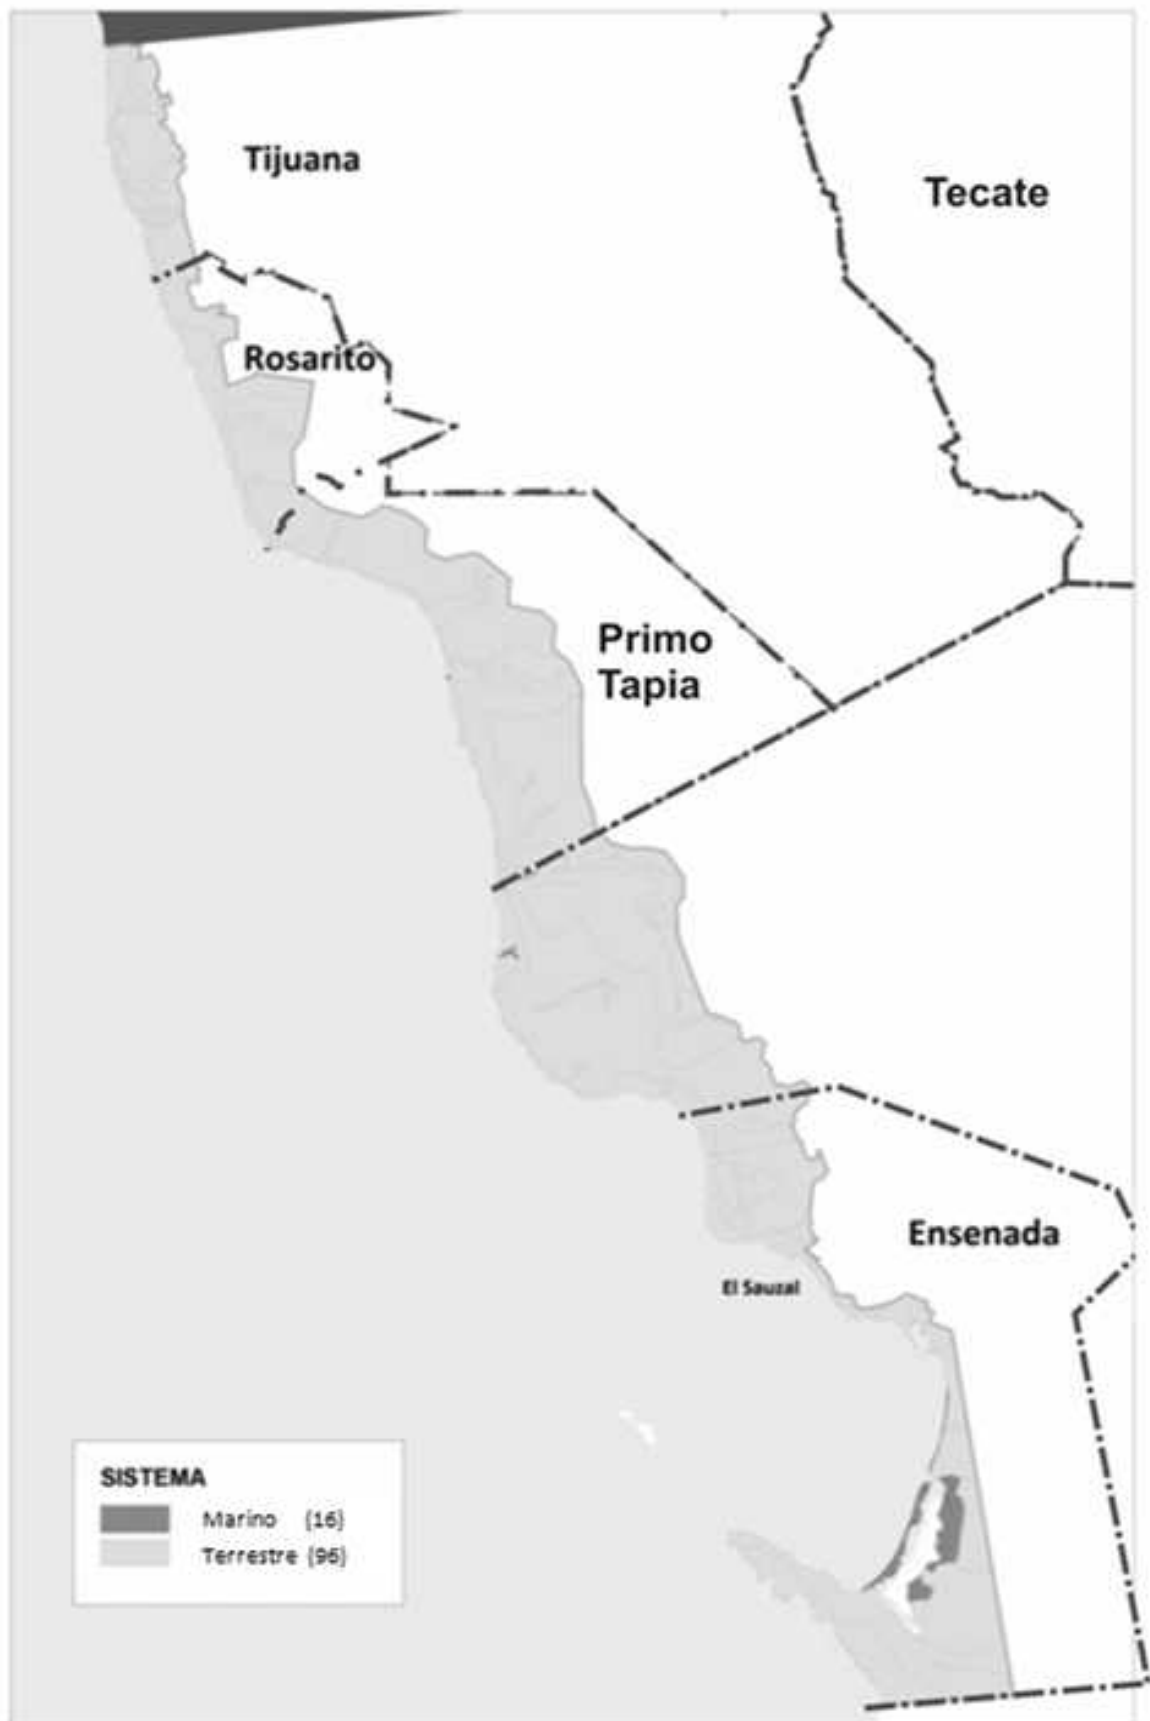 Tijuana
Tecate
Rosarito
Primo
Tapia
Ensenada
El Sauzal
SISTEMA
Marino (16)
Terrestre (96)